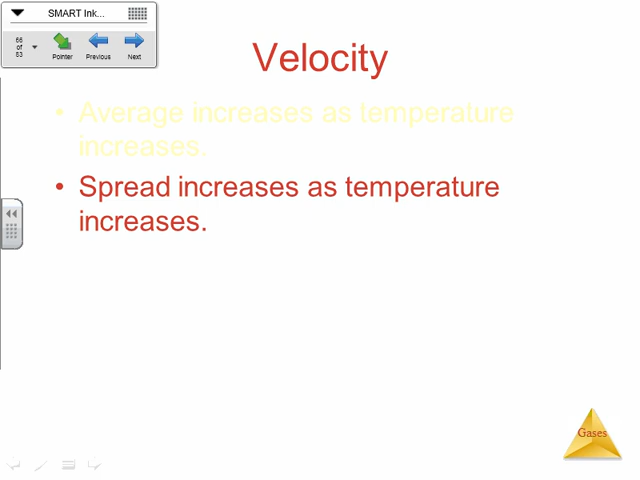 SMART Ink...
66
of
83
Pointer
Previous
Next
Velocity
• Average increases as temperature
increases.
• Spread increases as temperature
increases.
Gases